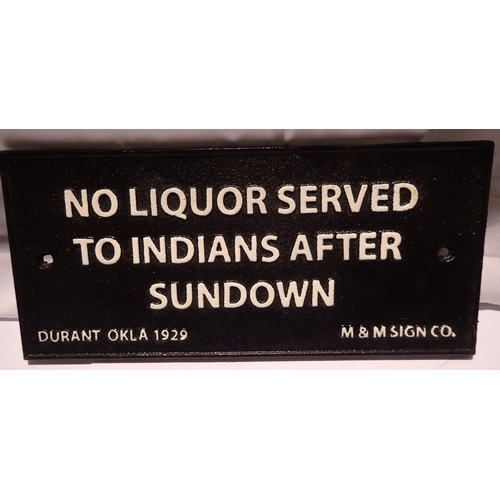 NO LIQUOR SERVED
TO INDIANS AFTER
SUNDOWN
DURANT OKLA 1929 M & M SIGN CO.